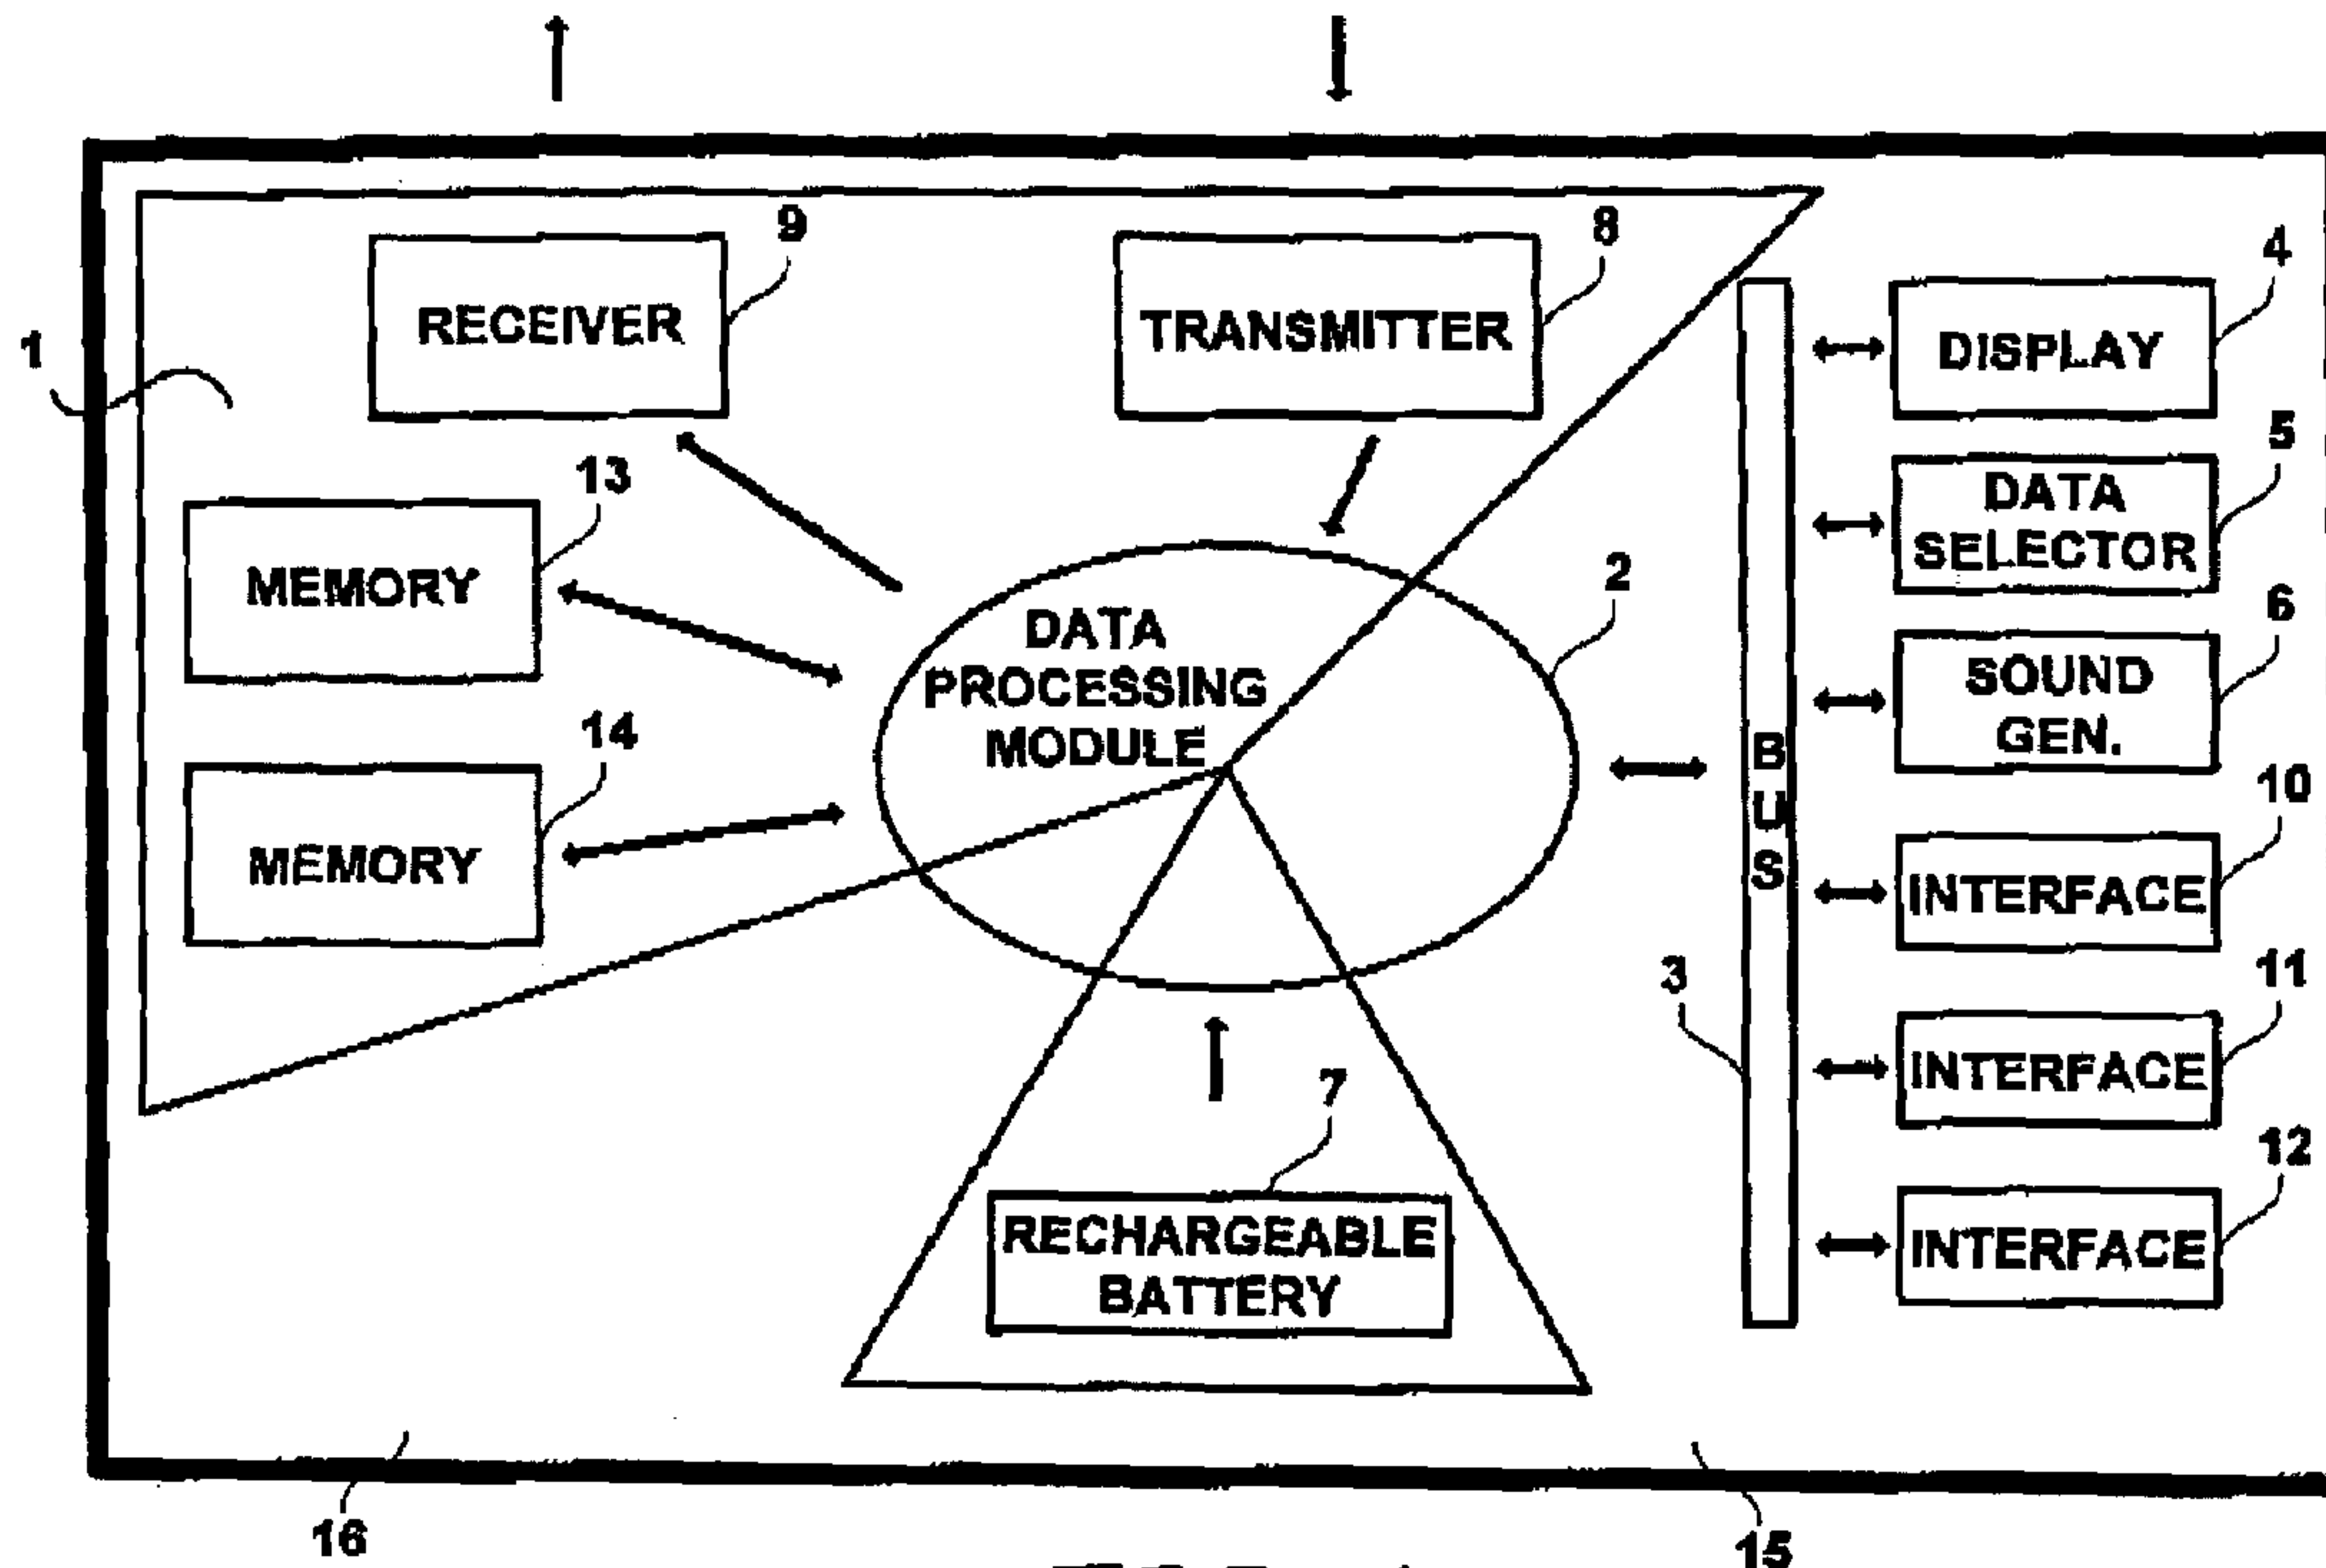 9
8
4
RECEIVER
TRANSMITTER
DISPLAY
1
5
13
DATA
SELECTOR
MEMORY
2
6
DATA
PROCESSING
MODULE
SOUND
GEN.
14
B
U
S
10
MEMORY
INTERFACE
3
11
INTERFACE
7
12
RECHARGEABLE
BATTERY
INTERFACE
16
15